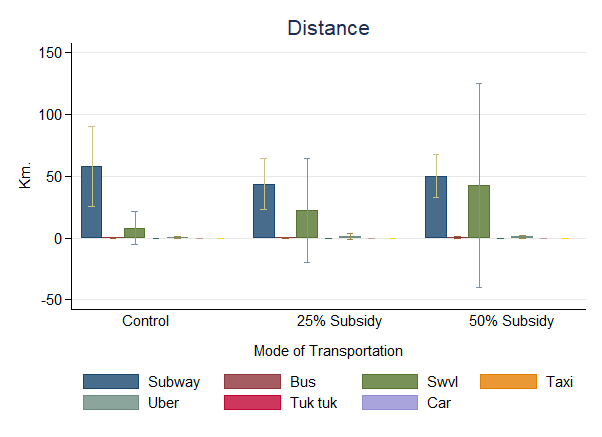 Distance
150
100
50
0
-50
Km.
Control 25% Subsidy 50% Subsidy
Mode of Transportation
Subway Bus Swvl Taxi
Uber Tuk tuk Car